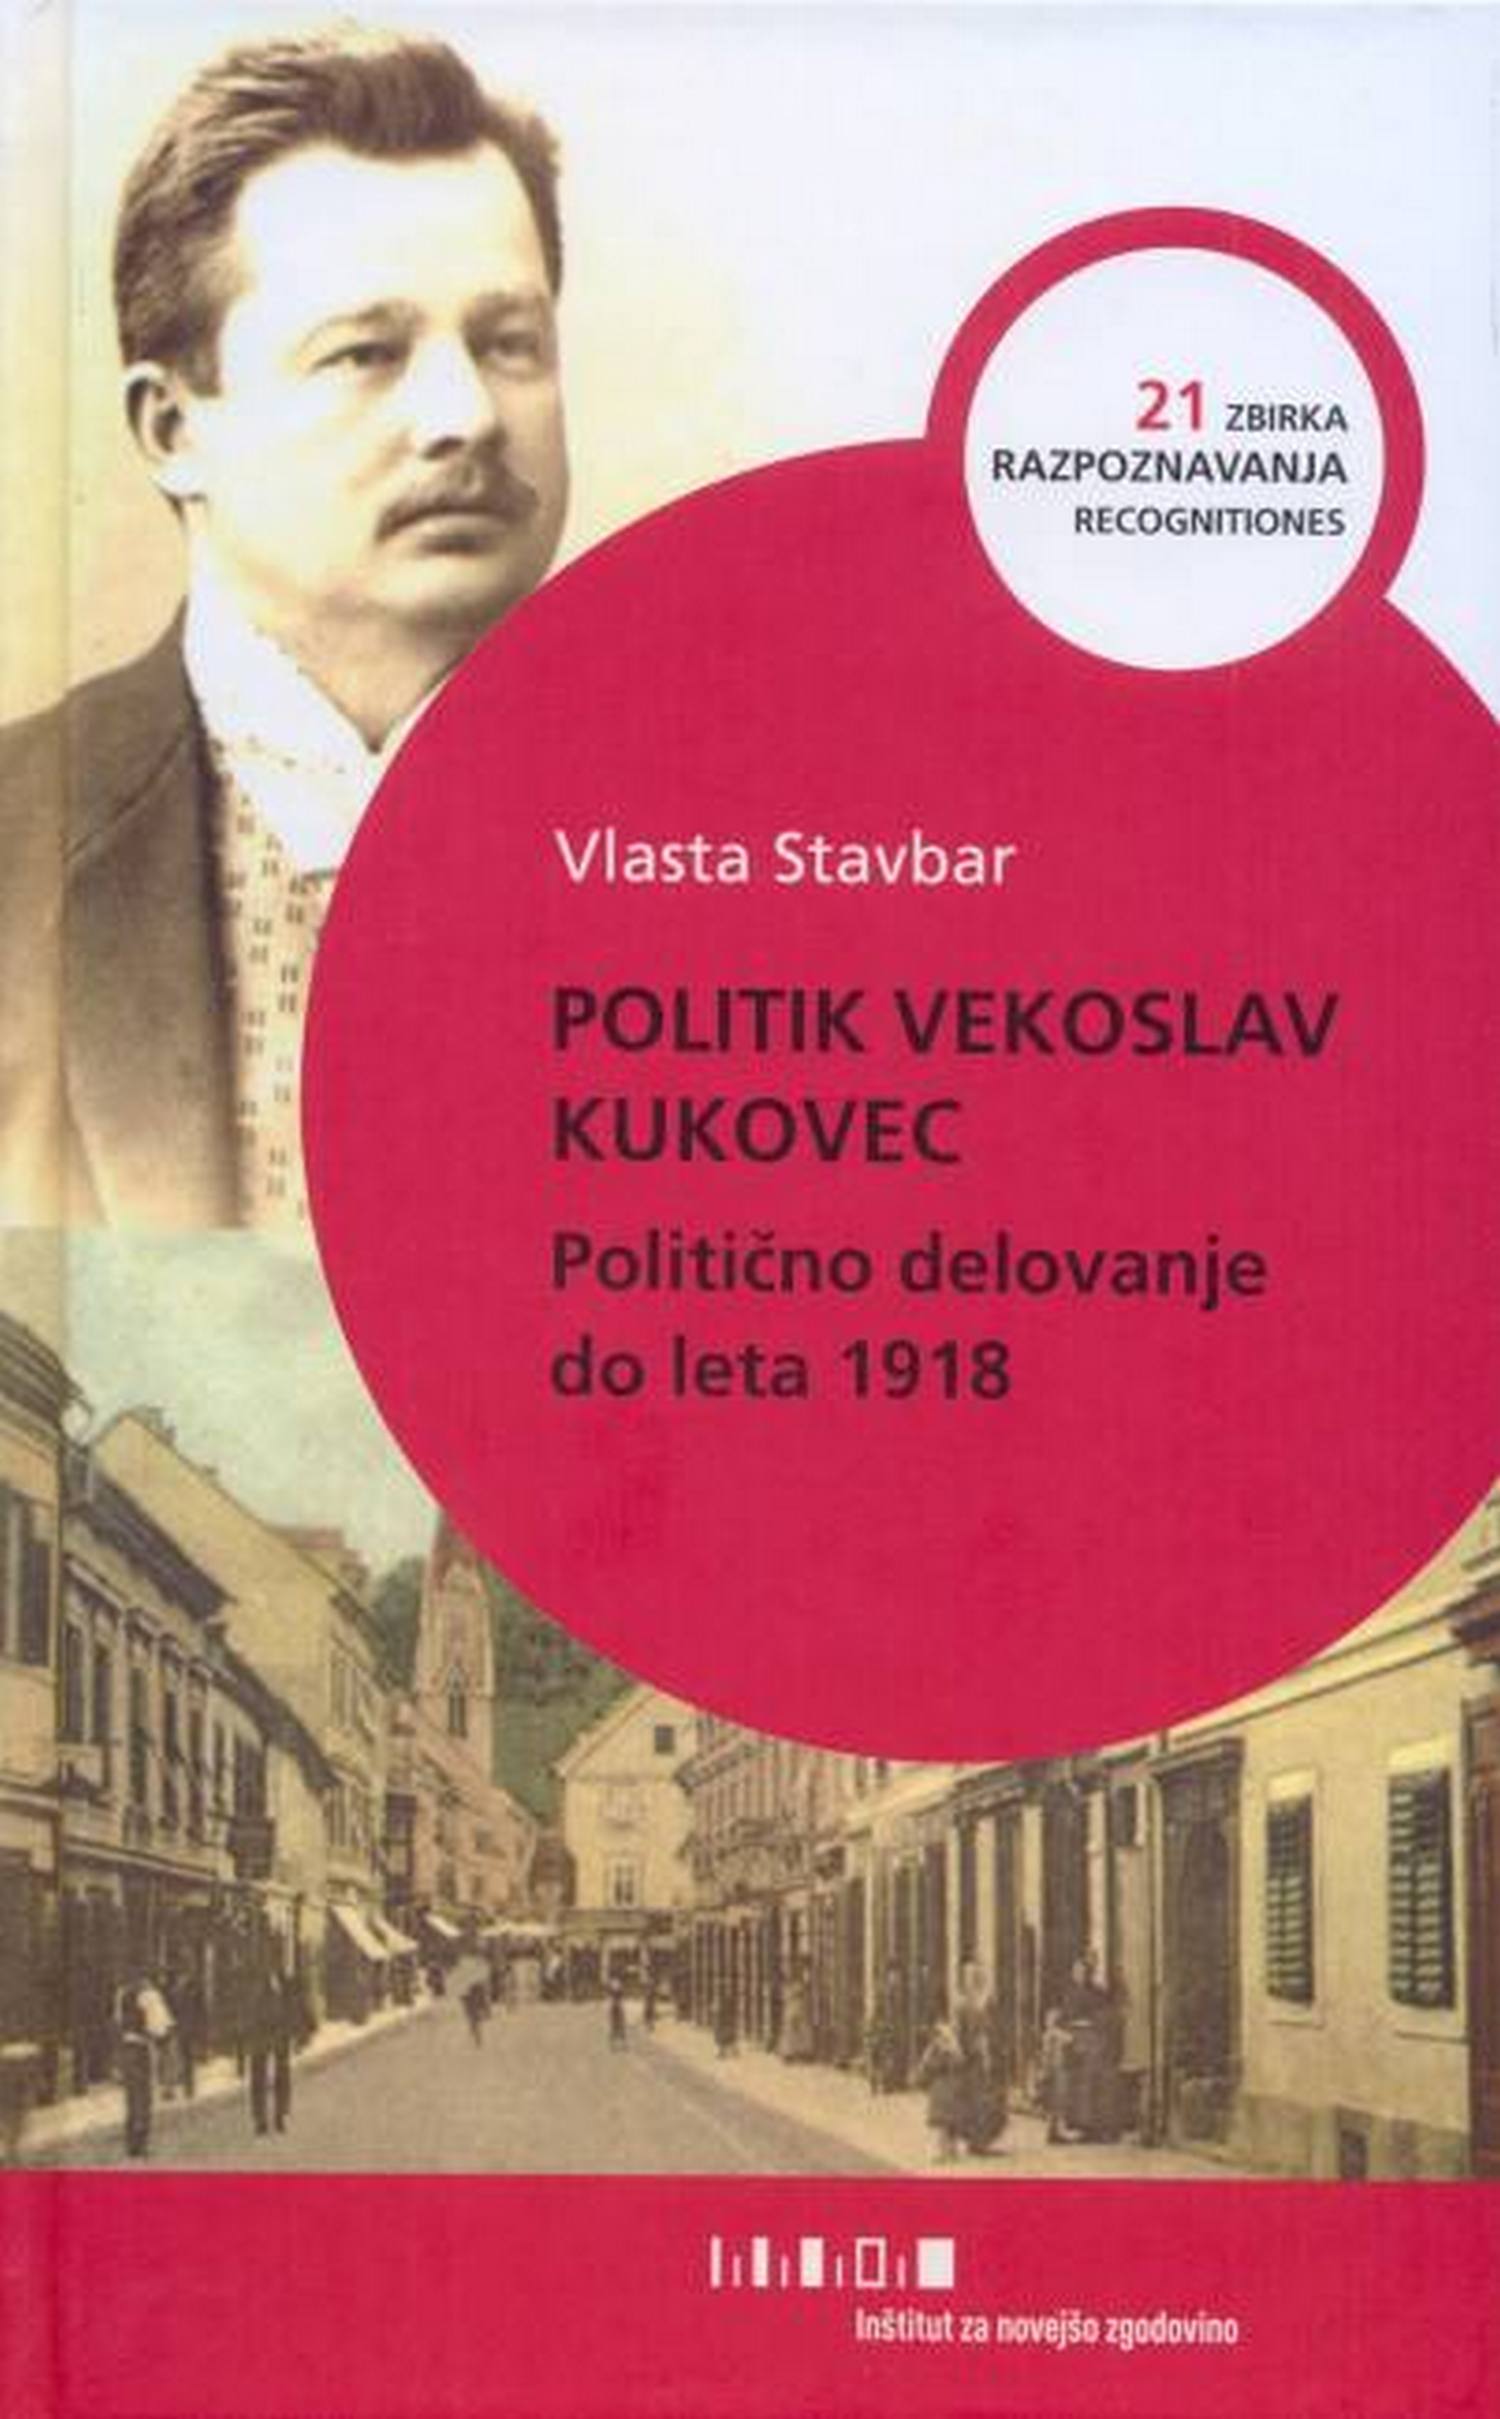 21 ZBIRKA
RAZPOZNAVANJA
RECOGNITIONES
Vlasta Stavbar
POLITIK VEKOSLAV
KUKOVEC
Politično delovanje
do leta 1918
Inštitut za novejšo zgodovino